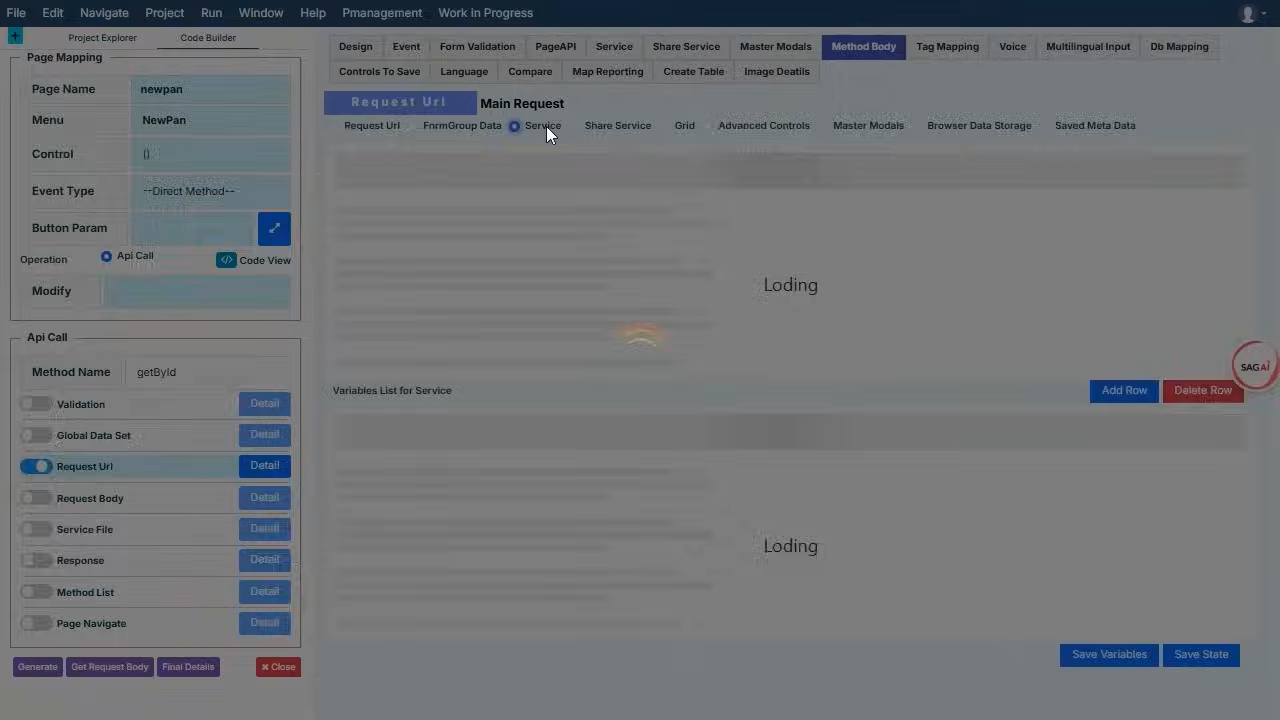 File Edit Navigate Project Run Window Help Pmanagement Work in Progress
+ Project Explorer Code Builder
Design Event Form Validation PageAPI Service Share Service Master Modals Method Body Tag Mapping Voice Multilingual Input Db Mapping
Controls To Save Language Compare Map Reporting Create Table Image Deatils
Page Mapping
Page Name newpan
Menu NewPan
Control ()
Event Type --Direct Method--
Button Param
Operation Api Call </> Code View
Modify
Api Call
Method Name getById
Validation Detail
Global Data Set Detail
Request Url Detail
Request Body Detail
Service File Detail
Response Detail
Method List Detail
Page Navigate Detail
Generate Get Request Body Final Details ✖ Close
Request Url Main Request
Request Url FnrmGroup Data Service Share Service Grid Advanced Controls Master Modals Browser Data Storage Saved Meta Data
Loding
SAGAI
Variables List for Service Add Row Delete Row
Loding
Save Variables Save State